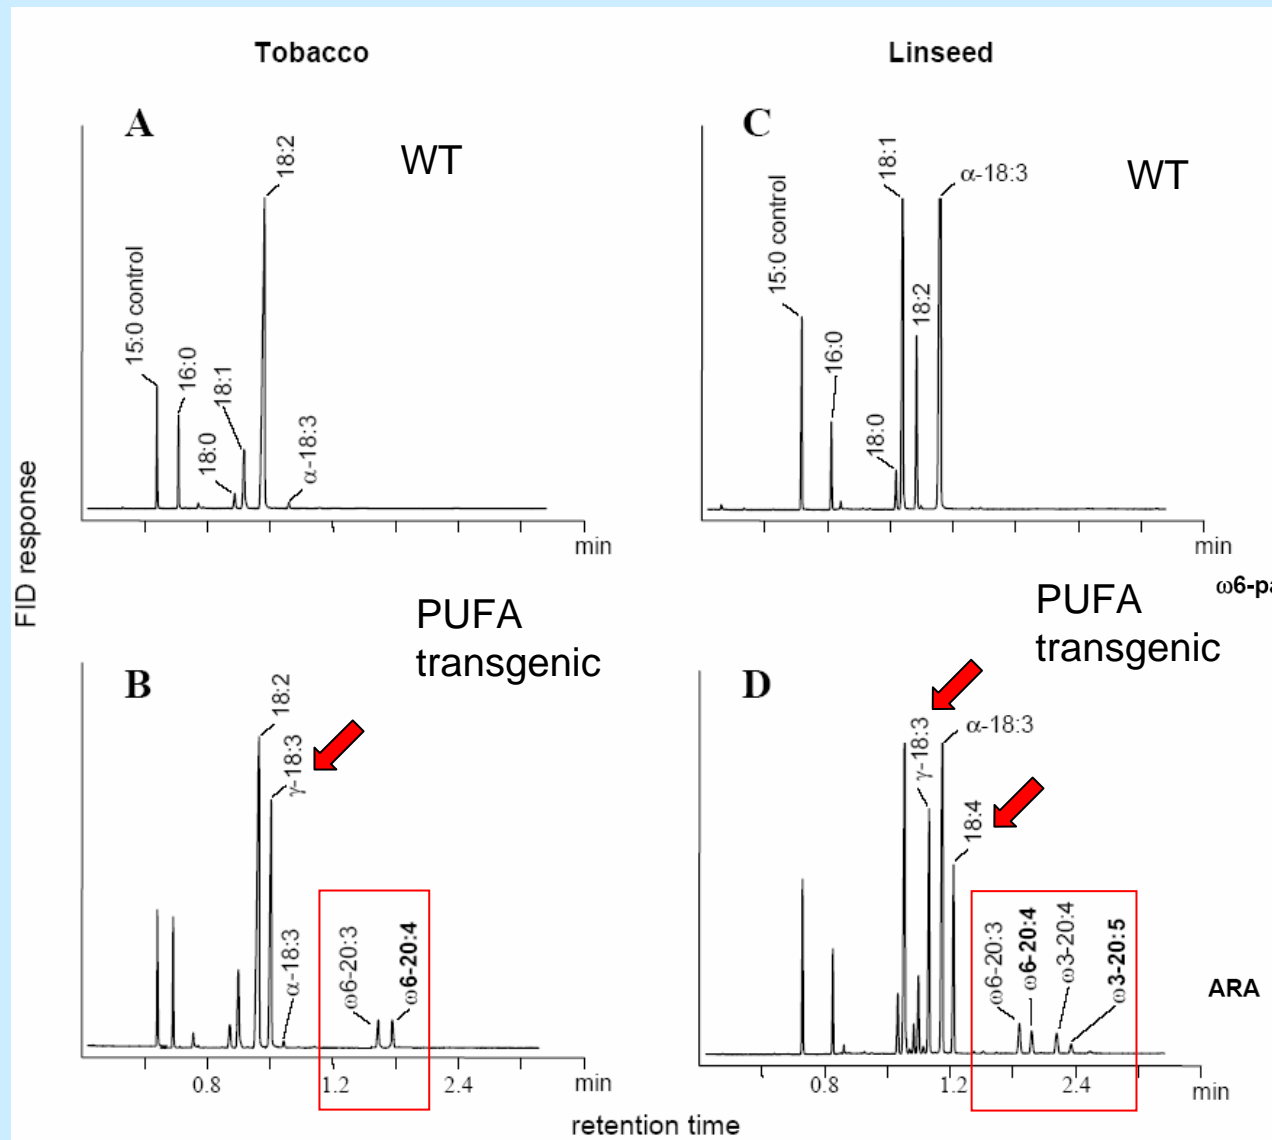 Tobacco
Linseed
FID response
A
WT
15:0 control
16:0
18:0
18:1
18:2
α-18:3
min
C
WT
15:0 control
16:0
18:0
18:1
18:2
α-18:3
min
ω6-pa
B
PUFA
transgenic
18:2
γ-18:3
α-18:3
ω6-20:3
ω6-20:4
0.8
1.2
2.4
min
D
PUFA
transgenic
γ-18:3
α-18:3
18:4
ω6-20:3
ω6-20:4
ω3-20:4
ω3-20:5
ARA
0.8
1.2
2.4
min
retention time